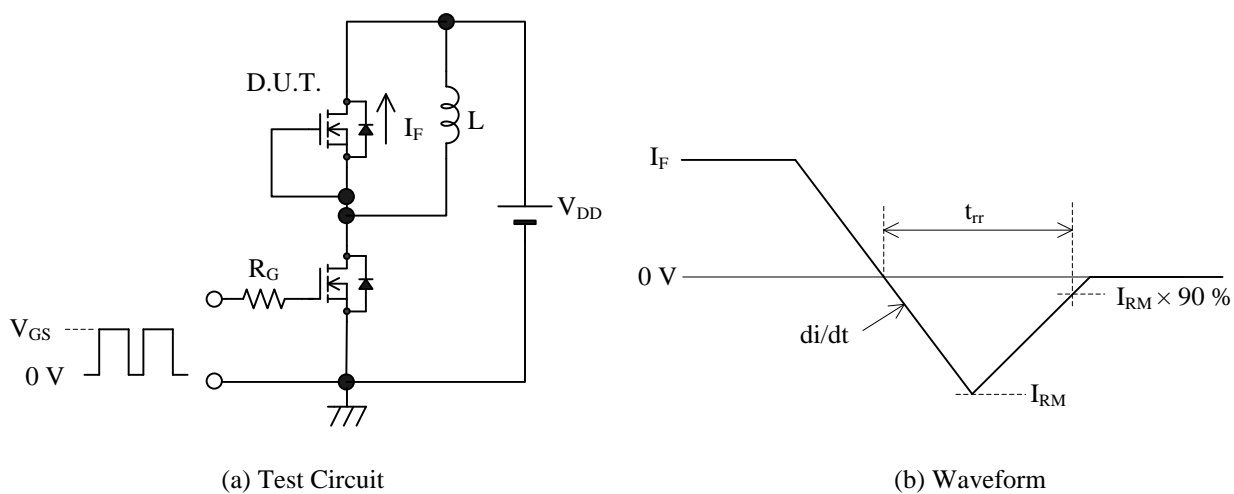 D.U.T.
I_F
L
V_DD
R_G
V_GS
0 V
(a) Test Circuit
I_F
t_rr
0 V
I_RM × 90 %
di/dt
I_RM
(b) Waveform